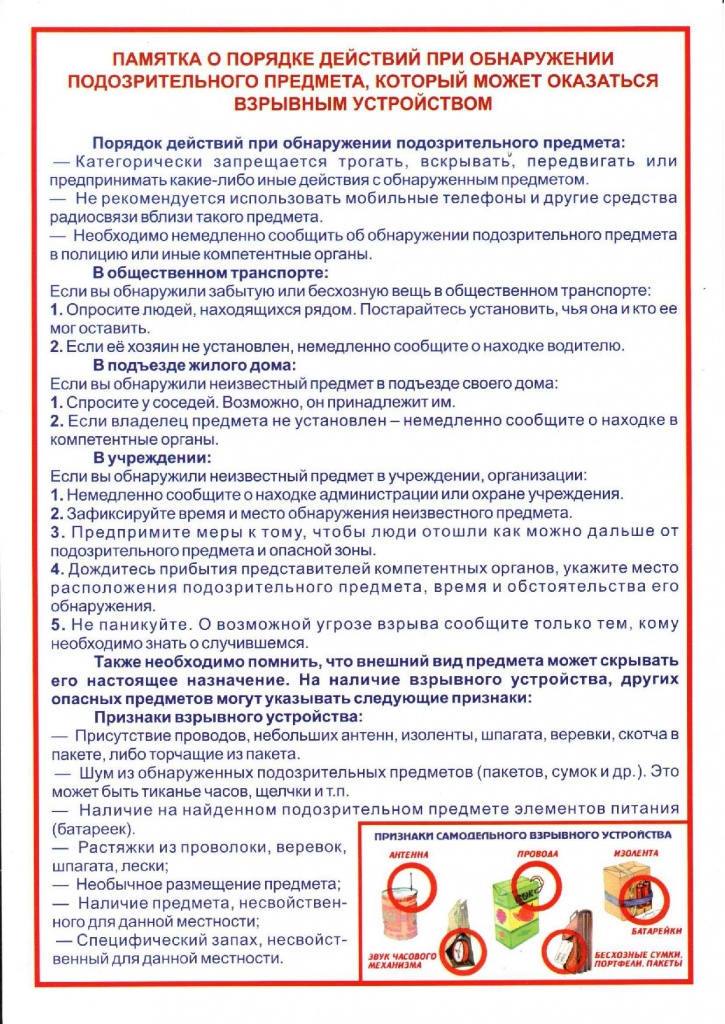 ПАМЯТКА О ПОРЯДКЕ ДЕЙСТВИЙ ПРИ ОБНАРУЖЕНИИ
ПОДОЗРИТЕЛЬНОГО ПРЕДМЕТА, КОТОРЫЙ МОЖЕТ ОКАЗАТЬСЯ
ВЗРЫВНЫМ УСТРОЙСТВОМ
Порядок действий при обнаружении подозрительного предмета:
— Категорически запрещается трогать, вскрывать, передвигать или
предпринимать какие-либо иные действия с обнаруженным предметом.
— Не рекомендуется использовать мобильные телефоны и другие средства
радиосвязи вблизи такого предмета.
— Необходимо немедленно сообщить об обнаружении подозрительного предмета
в полицию или иные компетентные органы.
В общественном транспорте:
Если вы обнаружили забытую или бесхозную вещь в общественном транспорте:
1. Опросите людей, находящихся рядом. Постарайтесь установить, чья она и кто ее
мог оставить.
2. Если её хозяин не установлен, немедленно сообщите о находке водителю.
В подъезде жилого дома:
Если вы обнаружили неизвестный предмет в подъезде своего дома:
1. Спросите у соседей. Возможно, он принадлежит им.
2. Если владелец предмета не установлен – немедленно сообщите о находке в
компетентные органы.
В учреждении:
Если вы обнаружили неизвестный предмет в учреждении, организации:
1. Немедленно сообщите о находке администрации или охране учреждения.
2. Зафиксируйте время и место обнаружения неизвестного предмета.
3. Предпримите меры к тому, чтобы люди отошли как можно дальше от
подозрительного предмета и опасной зоны.
4. Дождитесь прибытия представителей компетентных органов, укажите место
расположения подозрительного предмета, время и обстоятельства его
обнаружения.
5. Не паникуйте. О возможной угрозе взрыва сообщите только тем, кому
необходимо знать о случившемся.
Также необходимо помнить, что внешний вид предмета может скрывать
его настоящее назначение. На наличие взрывного устройства, других
опасных предметов могут указывать следующие признаки:
Признаки взрывного устройства:
— Присутствие проводов, небольших антенн, изоленты, шпагата, веревки, скотча в
пакете, либо торчащие из пакета.
— Шум из обнаруженных подозрительных предметов (пакетов, сумок и др.). Это
может быть тиканье часов, щелчки и т.п.
— Наличие на найденном подозрительном предмете элементов питания
(батареек).
— Растяжки из проволоки, веревок,
шпагата, лески;
— Необычное размещение предмета;
— Наличие предмета, несвойствен-
ного для данной местности;
— Специфический запах, несвойст-
венный для данной местности.
ПРИЗНАКИ САМОДЕЛЬНОГО ВЗРЫВНОГО УСТРОЙСТВА
АНТЕННА
ПРОВОДА
ИЗОЛЕНТА
БАТАРЕЙКИ
ЗВУК ЧАСОВОГО
МЕХАНИЗМА
БЕСХОЗНЫЕ СУМКИ,
ПОРТФЕЛИ, ПАКЕТЫ